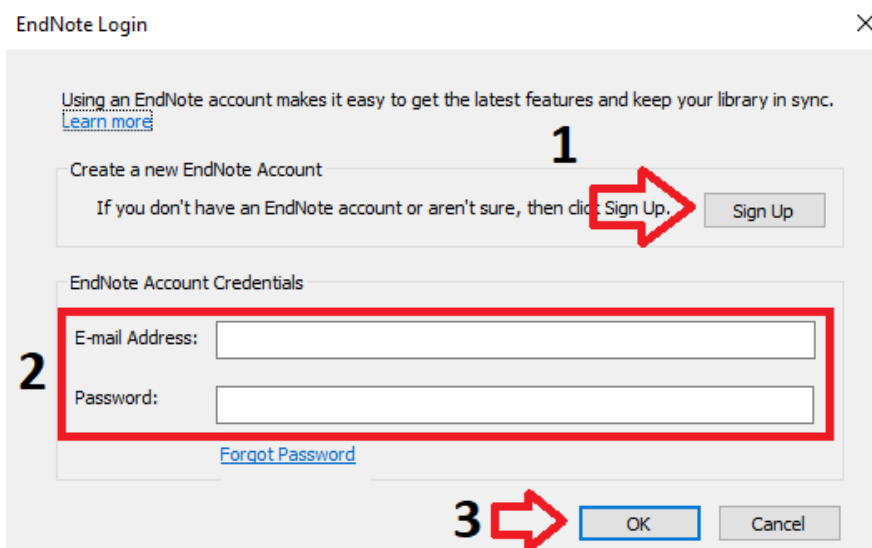 EndNote Login
Using an EndNote account makes it easy to get the latest features and keep your library in sync.
Learn more
1
Create a new EndNote Account
If you don't have an EndNote account or aren't sure, then click Sign Up.
Sign Up
EndNote Account Credentials
E-mail Address:
2
Password:
Forgot Password
3
OK
Cancel